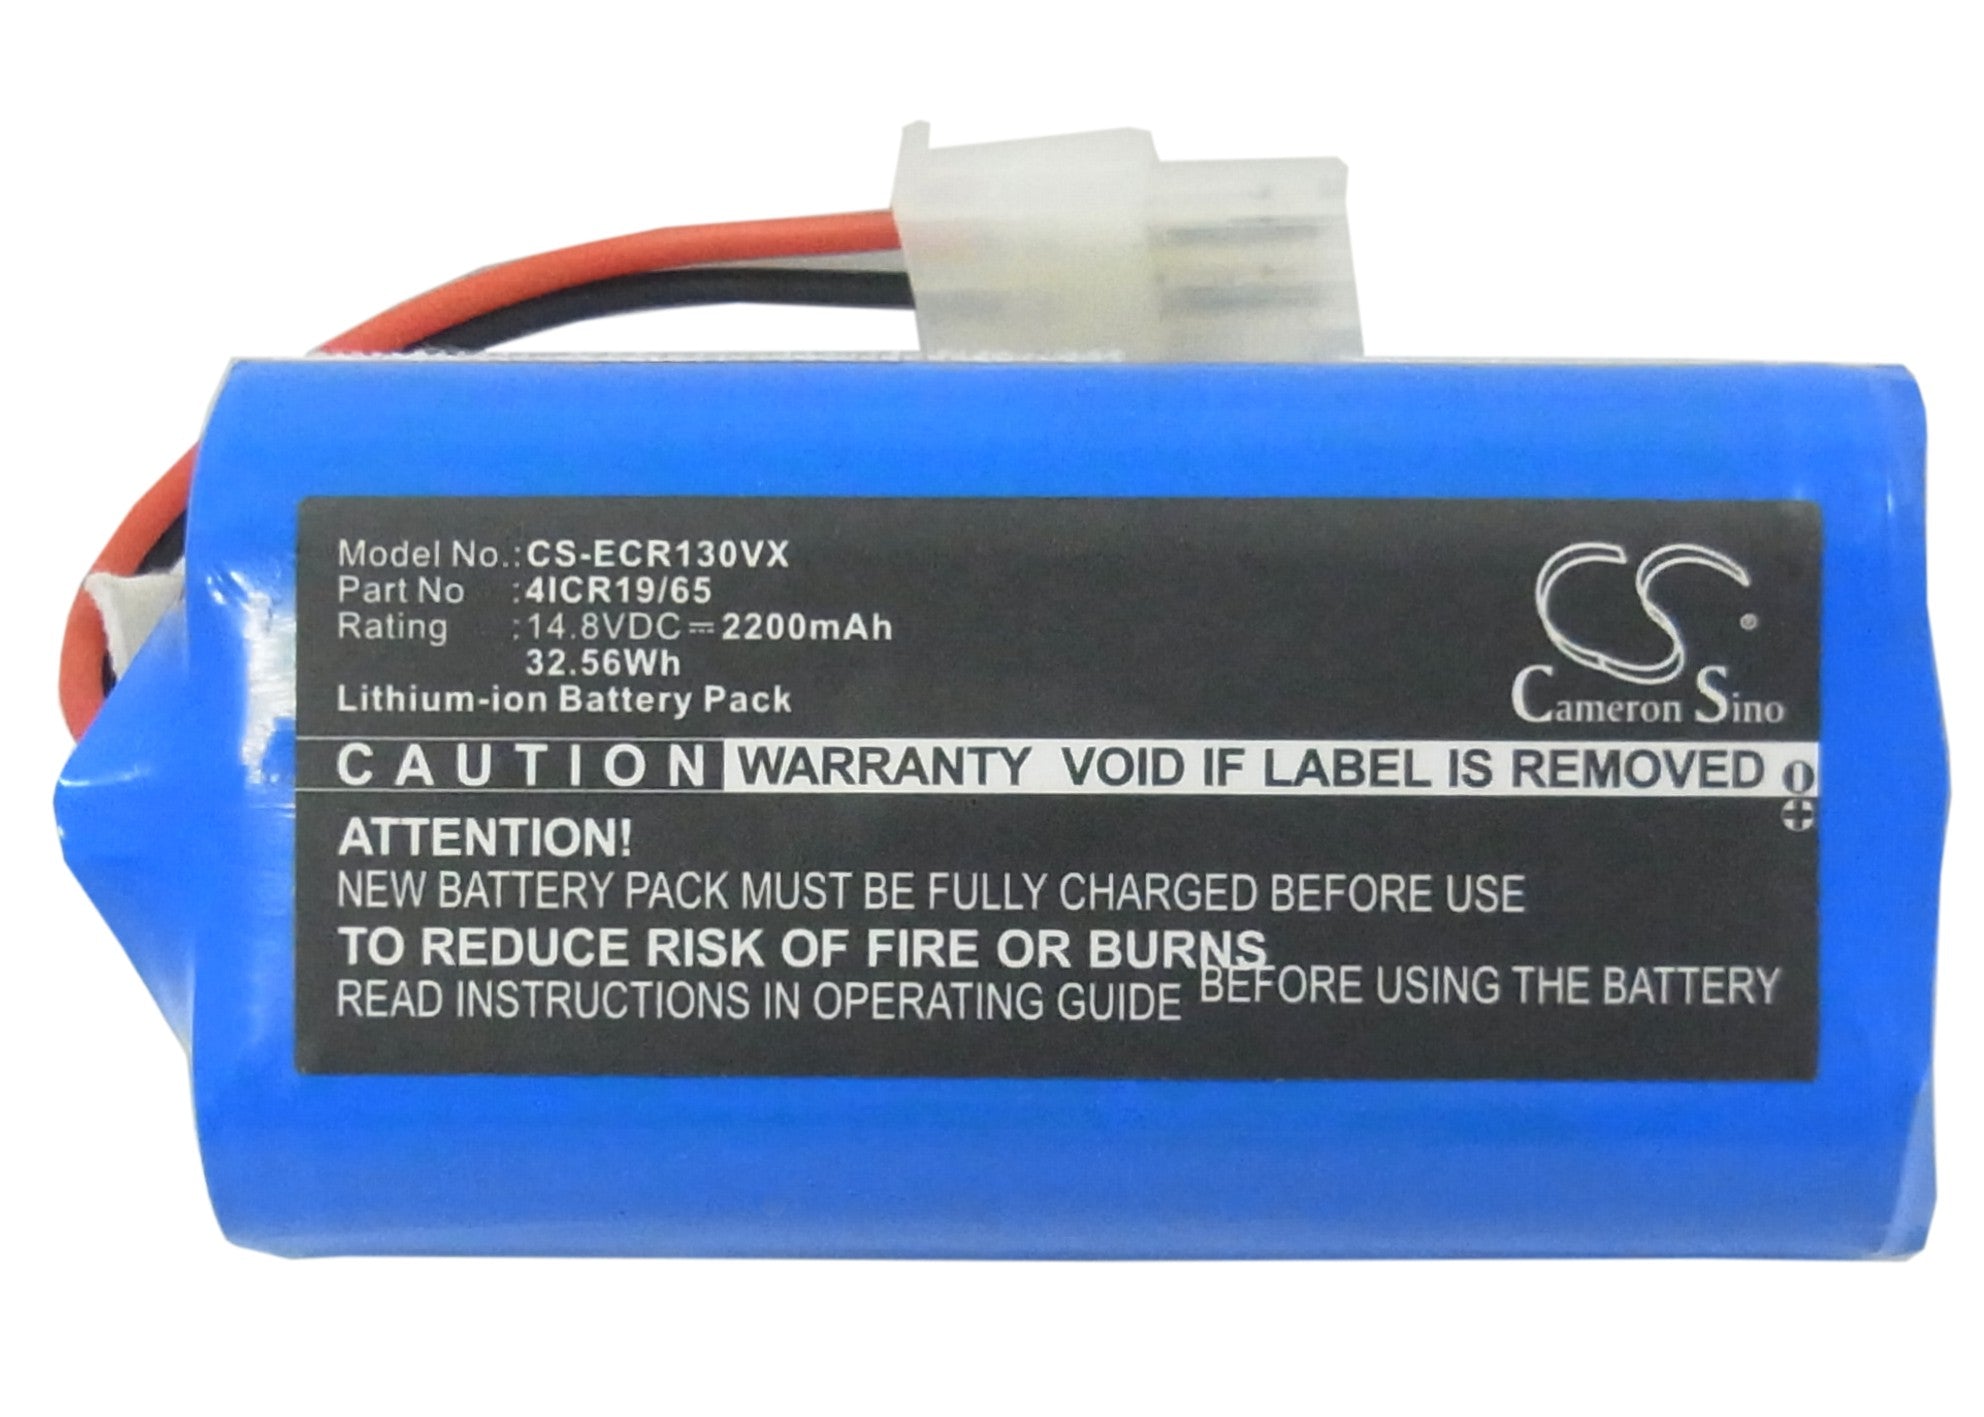 Model No.: CS-ECR130VX
Part No : 4ICR19/65
Rating : 14.8VDC⎓2200mAh
32.56Wh
Lithium-ion Battery Pack
CS ®
Cameron Sino
CAUTION WARRANTY VOID IF LABEL IS REMOVED
ATTENTION!
NEW BATTERY PACK MUST BE FULLY CHARGED BEFORE USE
TO REDUCE RISK OF FIRE OR BURNS
READ INSTRUCTIONS IN OPERATING GUIDE BEFORE USING THE BATTERY